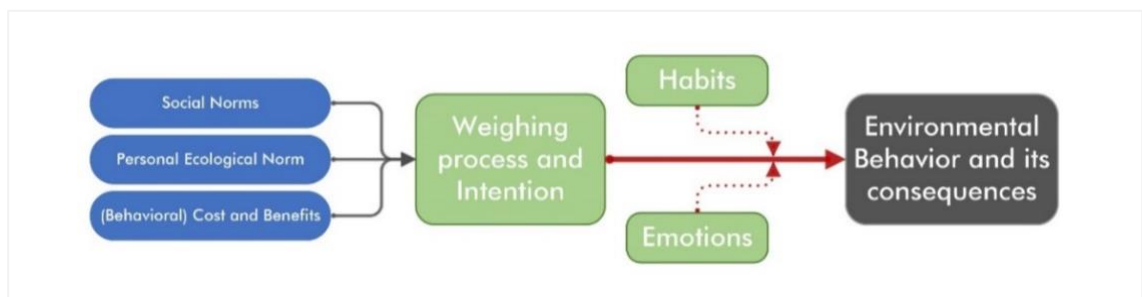 Social Norms
Personal Ecological Norm
(Behavioral) Cost and Benefits
Weighing
process and
Intention
Habits
Emotions
Environmental
Behavior and its
consequences